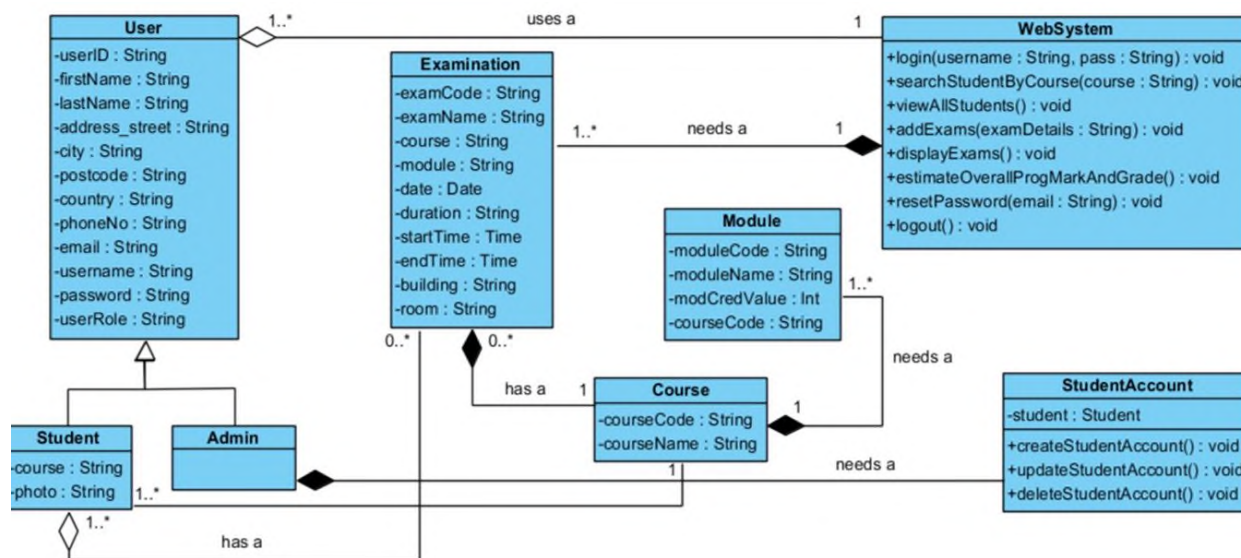 User
-userID : String
-firstName : String
-lastName : String
-address_street : String
-city : String
-postcode : String
-country : String
-phoneNo : String
-email : String
-username : String
-password : String
-userRole : String
1..*
uses a
1
WebSystem
+login(username : String, pass : String) : void
+searchStudentByCourse(course : String) : void
+viewAllStudents() : void
+addExams(examDetails : String) : void
+displayExams() : void
+estimateOverallProgMarkAndGrade() : void
+resetPassword(email : String) : void
+logout() : void
Examination
-examCode : String
-examName : String
-course : String
-module : String
-date : Date
-duration : String
-startTime : Time
-endTime : Time
-building : String
-room : String
1..*
needs a
1
Module
-moduleCode : String
-moduleName : String
-modCredValue : Int
-courseCode : String
1..*
needs a
0..*
0..*
has a
1
Course
-courseCode : String
-courseName : String
1
1
StudentAccount
-student : Student
+createStudentAccount() : void
+updateStudentAccount() : void
+deleteStudentAccount() : void
needs a
Student
-course : String
-photo : String
Admin
1..*
1..*
has a